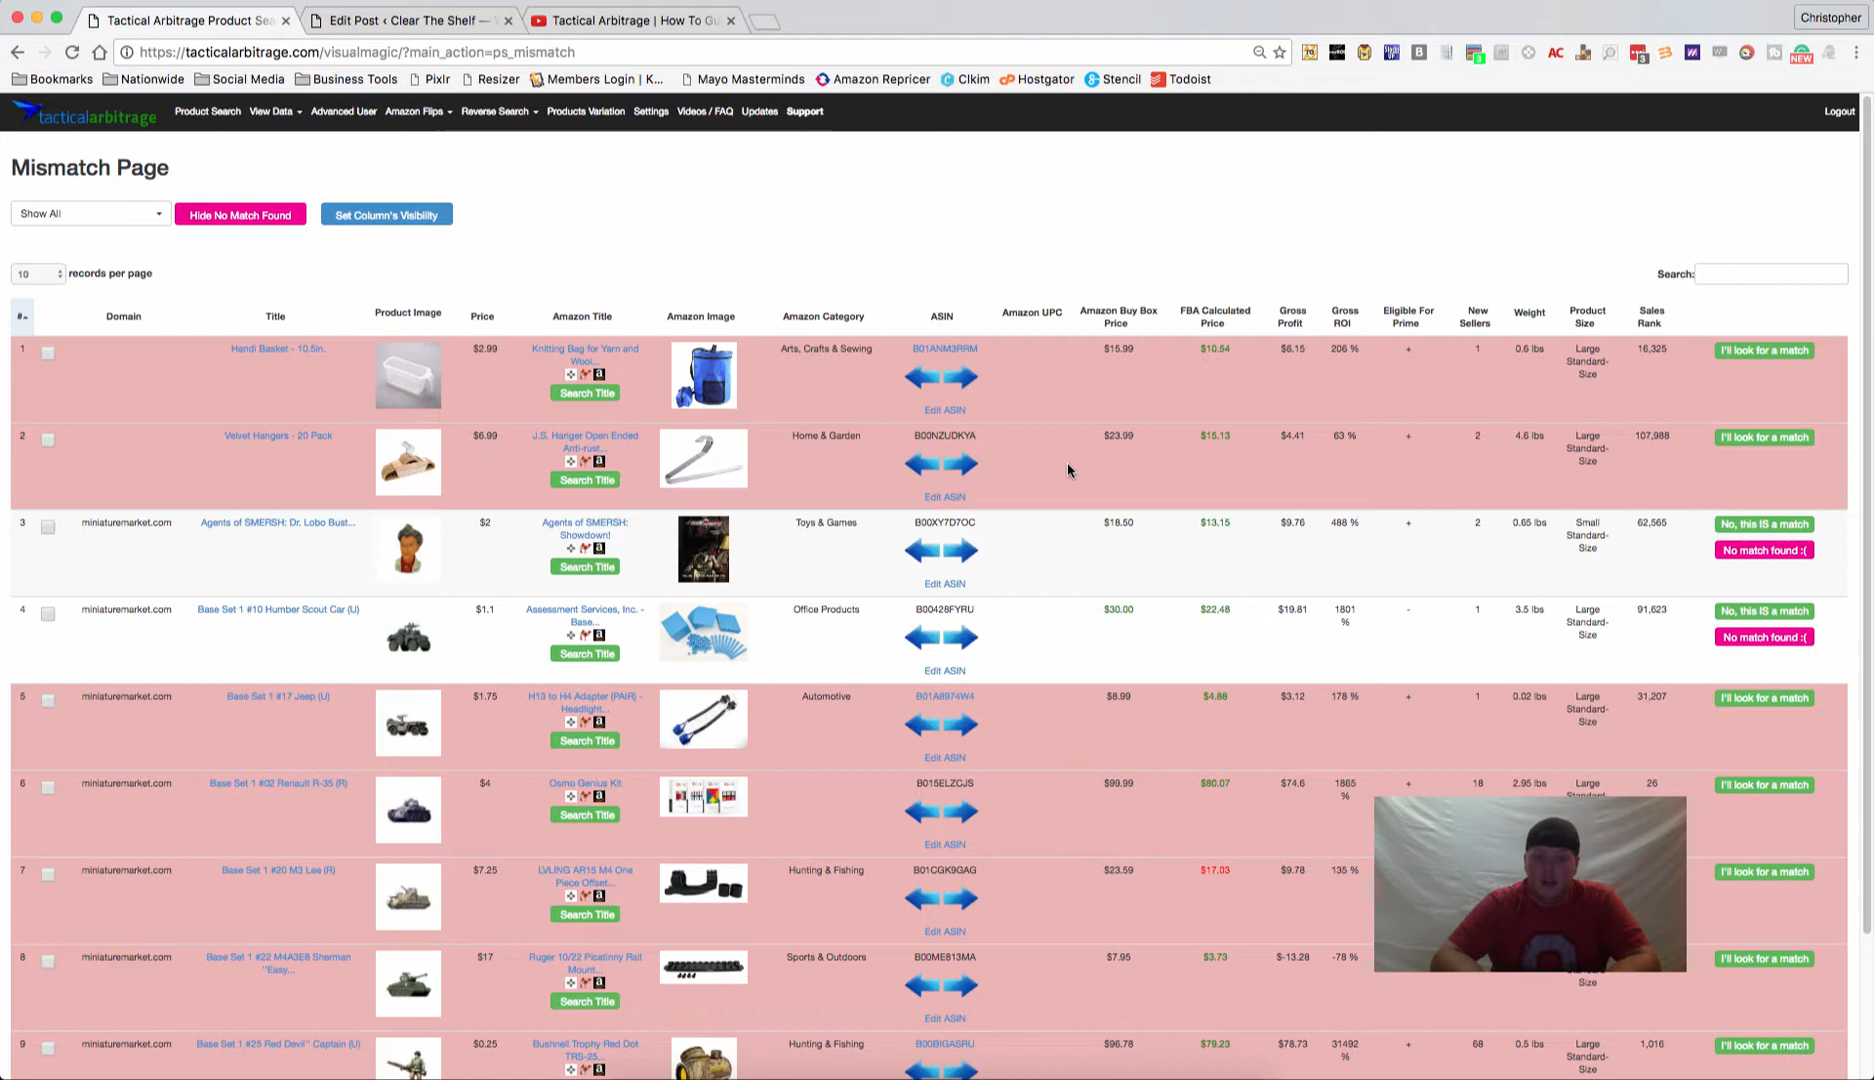 Tactical Arbitrage Product Sea
Edit Post ‹ Clear The Shelf —
Tactical Arbitrage | How To Gu
Christopher
https://tacticalarbitrage.com/visualmagic/?main_action=ps_mismatch
Bookmarks Nationwide Social Media Business Tools Pixlr Resizer Members Login | K... Mayo Masterminds Amazon Repricer Clkim Hostgator Stencil Todoist
tacticalarbitrage Product Search View Data Advanced User Amazon Flips Reverse Search Products Variation Settings Videos / FAQ Updates Support Logout
Mismatch Page
Show All Hide No Match Found Set Column's Visibility
10 records per page Search:
# Domain Title Product Image Price Amazon Title Amazon Image Amazon Category ASIN Amazon UPC Amazon Buy Box Price FBA Calculated Price Gross Profit Gross ROI Eligible For Prime New Sellers Weight Product Size Sales Rank
1 Handi Basket - 10.5in. $2.99 Knitting Bag for Yarn and Wool... Arts, Crafts & Sewing B01ANM3RRM $15.99 $10.54 $6.15 206 % + 1 0.6 lbs Large Standard-Size 16,325 I'll look for a match
Search Title
Edit ASIN
2 Velvet Hangers - 20 Pack $6.99 J.S. Hanger Open Ended Anti-rust... Home & Garden B00NZUDKYA $23.99 $15.13 $4.41 63 % + 2 4.6 lbs Large Standard-Size 107,988 I'll look for a match
Search Title
Edit ASIN
3 miniaturemarket.com Agents of SMERSH: Dr. Lobo Bust... $2 Agents of SMERSH: Showdown! Toys & Games B00XY7D7OC $18.50 $13.15 $9.76 488 % + 2 0.65 lbs Small Standard-Size 62,565 No, this IS a match
No match found :(
Search Title
Edit ASIN
4 miniaturemarket.com Base Set 1 #10 Humber Scout Car (U) $1.1 Assessment Services, Inc. - Base... Office Products B00428FYRU $30.00 $22.48 $19.81 1801 % - 1 3.5 lbs Large Standard-Size 91,623 No, this IS a match
No match found :(
Search Title
Edit ASIN
5 miniaturemarket.com Base Set 1 #17 Jeep (U) $1.75 H13 to H4 Adapter (PAIR) - Headlight... Automotive B01A8974W4 $8.99 $4.88 $3.12 178 % + 1 0.02 lbs Large Standard-Size 31,207 I'll look for a match
Search Title
Edit ASIN
6 miniaturemarket.com Base Set 1 #02 Renault R-35 (R) $4 Osmo Genius Kit B015ELZCJS $99.99 $80.07 $74.6 1865 % + 18 2.95 lbs Large 26 I'll look for a match
Search Title
Edit ASIN
7 miniaturemarket.com Base Set 1 #20 M3 Lee (R) $7.25 LVLING AR15 M4 One Piece Offset... Hunting & Fishing B01CGK9GAG $23.59 $17.03 $9.78 135 % I'll look for a match
Search Title
Edit ASIN
8 miniaturemarket.com Base Set 1 #22 M4A3E8 Sherman "Easy... $17 Ruger 10/22 Picatinny Rail Mount... Sports & Outdoors B00ME813MA $7.95 $3.73 $-13.28 -78 % Size I'll look for a match
Search Title
Edit ASIN
9 miniaturemarket.com Base Set 1 #25 Red Devil" Captain (U) $0.25 Bushnell Trophy Red Dot TRS-25... Hunting & Fishing B00BIGASRU $96.78 $79.23 $78.73 31492 % + 68 0.5 lbs Large Standard-Size 1,016 I'll look for a match